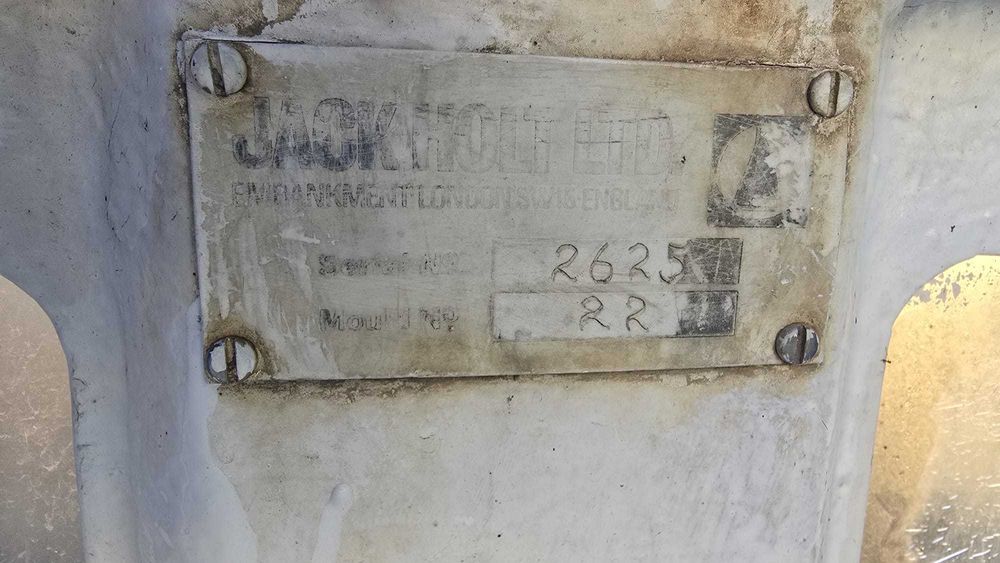 JACK HOLT LTD.
EMBANKMENT·LONDON SW15·ENGLAND
Serial No 2625
Mould No 22